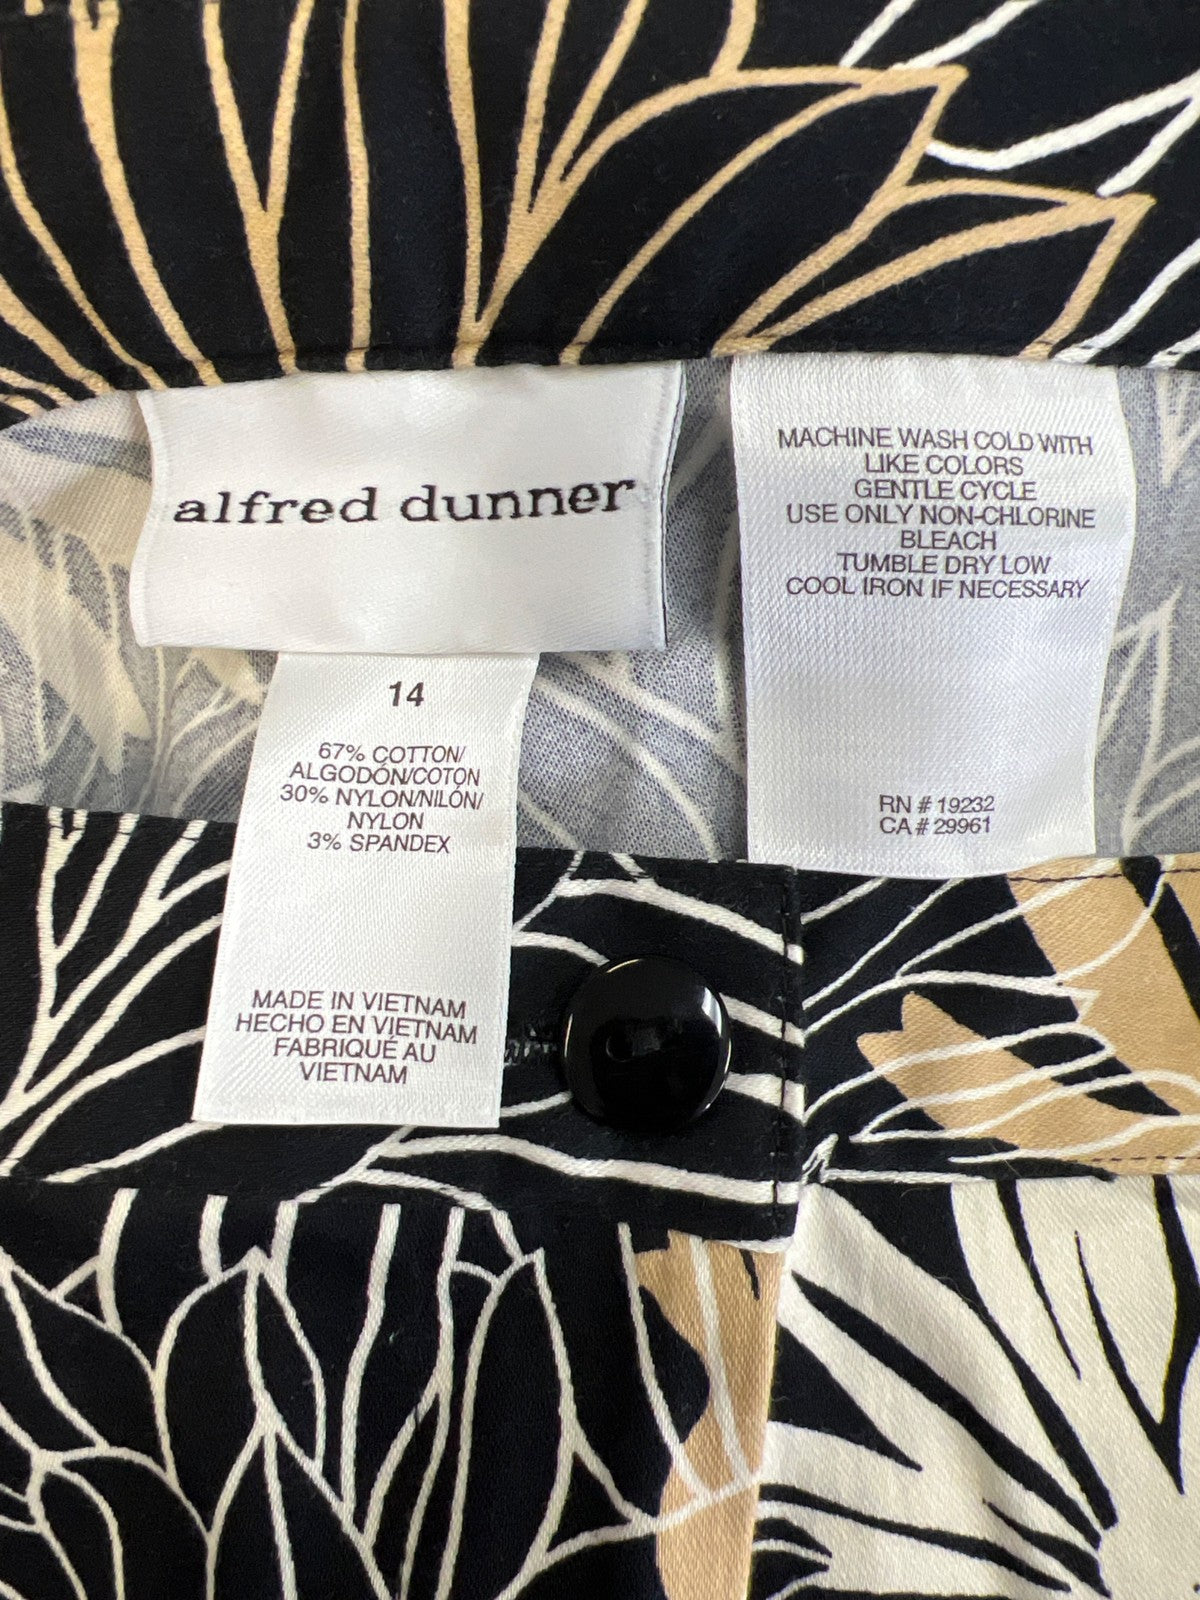 alfred dunner
14
67% COTTON/
ALGODÓN/COTON
30% NYLON/NILÓN/
NYLON
3% SPANDEX
MADE IN VIETNAM
HECHO EN VIETNAM
FABRIQUÉ AU
VIETNAM
MACHINE WASH COLD WITH
LIKE COLORS
GENTLE CYCLE
USE ONLY NON-CHLORINE
BLEACH
TUMBLE DRY LOW
COOL IRON IF NECESSARY
RN # 19232
CA # 29961